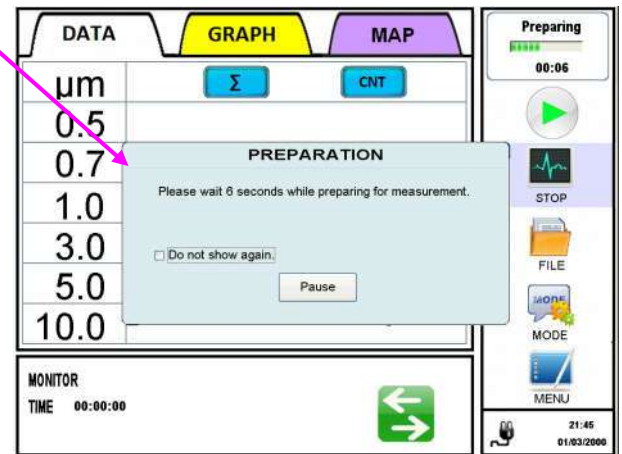 DATA GRAPH MAP
µm Σ CNT
0.5
0.7
1.0
3.0
5.0
10.0
PREPARATION
Please wait 6 seconds while preparing for measurement.
Do not show again.
Pause
MONITOR
TIME 00:00:00
Preparing
00:06
STOP
FILE
MODE
MODE
MENU
21:45
01/03/2000